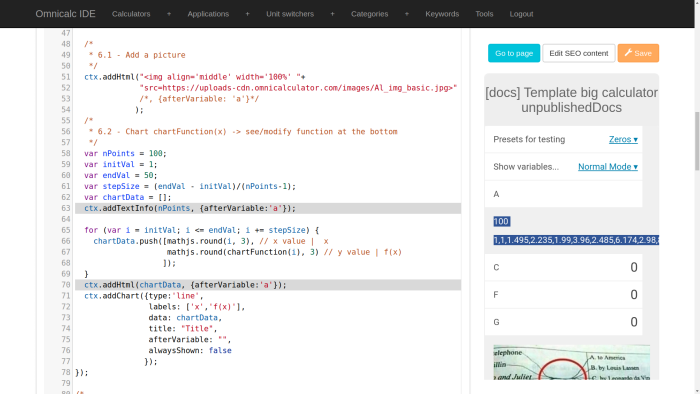 Omnicalc IDE Calculators + Applications + Unit switchers + Categories + Keywords Tools Logout
47
48 /*
49 * 6.1 - Add a picture
50 */
51 ctx.addHtml("<img align='middle' width='100%' "+
52 "src=https://uploads-cdn.omnicalculator.com/images/Al_img_basic.jpg>"
53 /*, {afterVariable: 'a'}*/
54 );
55 /*
56 * 6.2 - Chart chartFunction(x) -> see/modify function at the bottom
57 */
58 var nPoints = 100;
59 var initVal = 1;
60 var endVal = 50;
61 var stepSize = (endVal - initVal)/(nPoints-1);
62 var chartData = [];
63 ctx.addTextInfo(nPoints, {afterVariable:'a'});
64
65 for (var i = initVal; i <= endVal; i += stepSize) {
66 chartData.push([mathjs.round(i, 3), // x value | x
67 mathjs.round(chartFunction(i), 3) // y value | f(x)
68 ]);
69 }
70 ctx.addHtml(chartData, {afterVariable:'a'});
71 ctx.addChart({type:'line',
72 labels: ['x','f(x)'],
73 data: chartData,
74 title: "Title",
75 afterVariable: "",
76 alwaysShown: false
77 });
78 });
79
80 /*
Go to page Edit SEO content Save
[docs] Template big calculator
unpublishedDocs
Presets for testing Zeros ▾
Show variables... Normal Mode ▾
A
100
1,1,1.495,2.235,1.99,3.96,2.485,6.174,2.98,
C 0
F 0
G 0
elephone
illin
and Juliet
A. to America
B. by Louis Lassen
C. by Leonardo da Vin